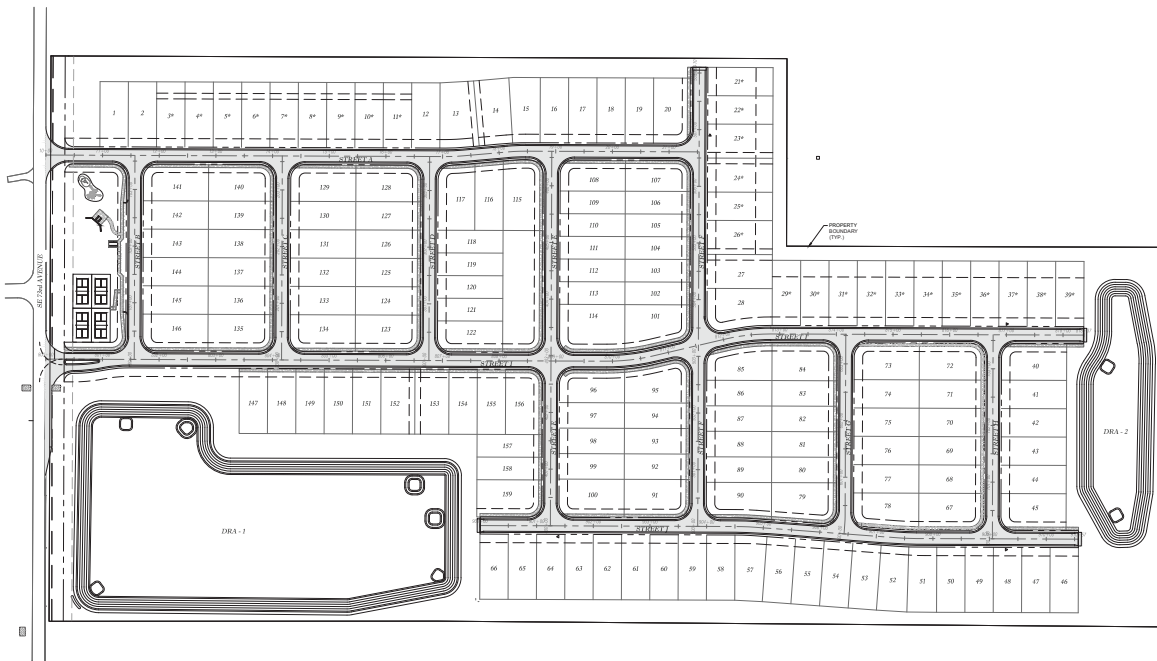 1 2 3* 4* 5* 6* 7* 8* 9* 10* 11* 12 13 14 15 16 17 18 19 20
21*
22*
23*
24*
25*
26*
27
28
29* 30* 31* 32* 33* 34* 35* 36* 37* 38* 39*
PROPERTY
BOUNDARY
(TYP.)
SE 73rd AVENUE
STREET A
STREET B
STREET C
STREET D
STREET E
STREET F
141 140 129 128 117 116 115 108 107
142 139 130 127 109 106
143 138 131 126 118 110 105
144 137 132 125 119 111 104
145 136 133 124 120 112 103
146 135 134 123 121 113 102
122 114 101
STREET I
STREET F
147 148 149 150 151 152 153 154 155 156
157
158
159
96 95 85 84 73 72 40
97 94 86 83 74 71 41
98 93 87 82 75 70 42
99 92 88 81 76 69 43
100 91 89 80 77 68 44
90 79 78 67 45
STREET E
STREET F
STREET G
STREET H
DRA - 1
DRA - 2
66 65 64 63 62 61 60 59 58 57 56 55 54 53 52 51 50 49 48 47 46